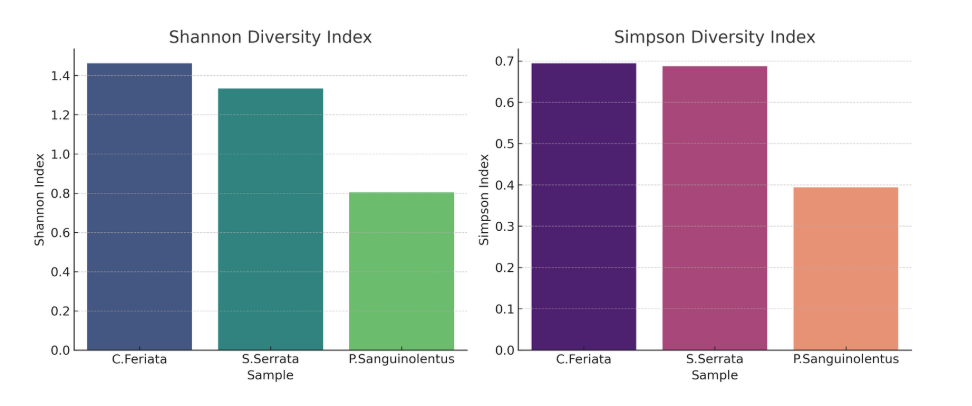 Shannon Diversity Index
Shannon Index
1.4
1.2
1.0
0.8
0.6
0.4
0.2
0.0
C.Feriata
S.Serrata
P.Sanguinolentus
Sample
Simpson Diversity Index
Simpson Index
0.7
0.6
0.5
0.4
0.3
0.2
0.1
0.0
C.Feriata
S.Serrata
P.Sanguinolentus
Sample